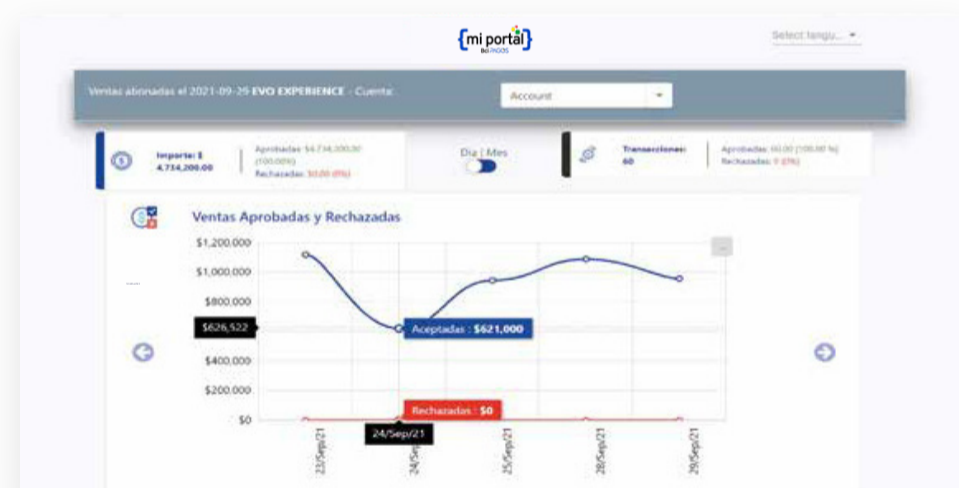 {mi portal}
Select langu...
Ventas abonadas el 2021-09-29 EVO EXPERIENCE - Cuenta:
Account
Importe: $
4,734,200.00
Aprobadas:
(100.00%)
Rechazadas: $0.00 (0%)
Dia | Mes
Transacciones:
60
Aprobadas: 60.00 (100.00 %)
Rechazadas: 0 (0%)
Ventas Aprobadas y Rechazadas
$1,200,000
$1,000,000
$800,000
$626,522
Aceptadas : $621,000
$400,000
$200,000
$0
Rechazadas : $0
24/Sep/21
23/Sep/21
24/Sep/
25/Sep/21
28/Sep/21
29/Sep/21